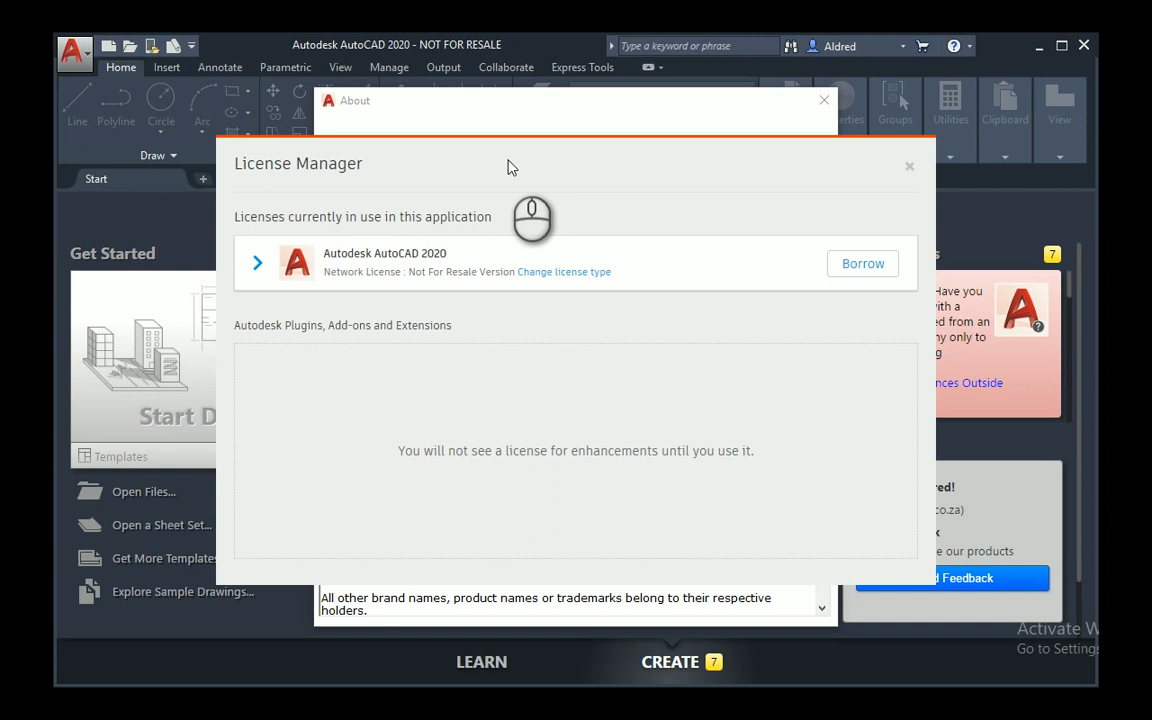 Autodesk AutoCAD 2020 - NOT FOR RESALE
Type a keyword or phrase
Aldred
Home Insert Annotate Parametric View Manage Output Collaborate Express Tools
About
Line Polyline Circle Arc
Groups Utilities Clipboard View
Draw
Start
License Manager
Licenses currently in use in this application
Autodesk AutoCAD 2020
Network License : Not For Resale Version Change license type
Borrow
Autodesk Plugins, Add-ons and Extensions
You will not see a license for enhancements until you use it.
Get Started
Start D
Templates
Open Files...
Open a Sheet Set...
Get More Templates
Explore Sample Drawings...
7
Have you
with a
ed from an
ny only to
g
nces Outside
red!
co.za)
k
e our products
d Feedback
All other brand names, product names or trademarks belong to their respective
holders.
Activate W
Go to Settings
LEARN
CREATE 7